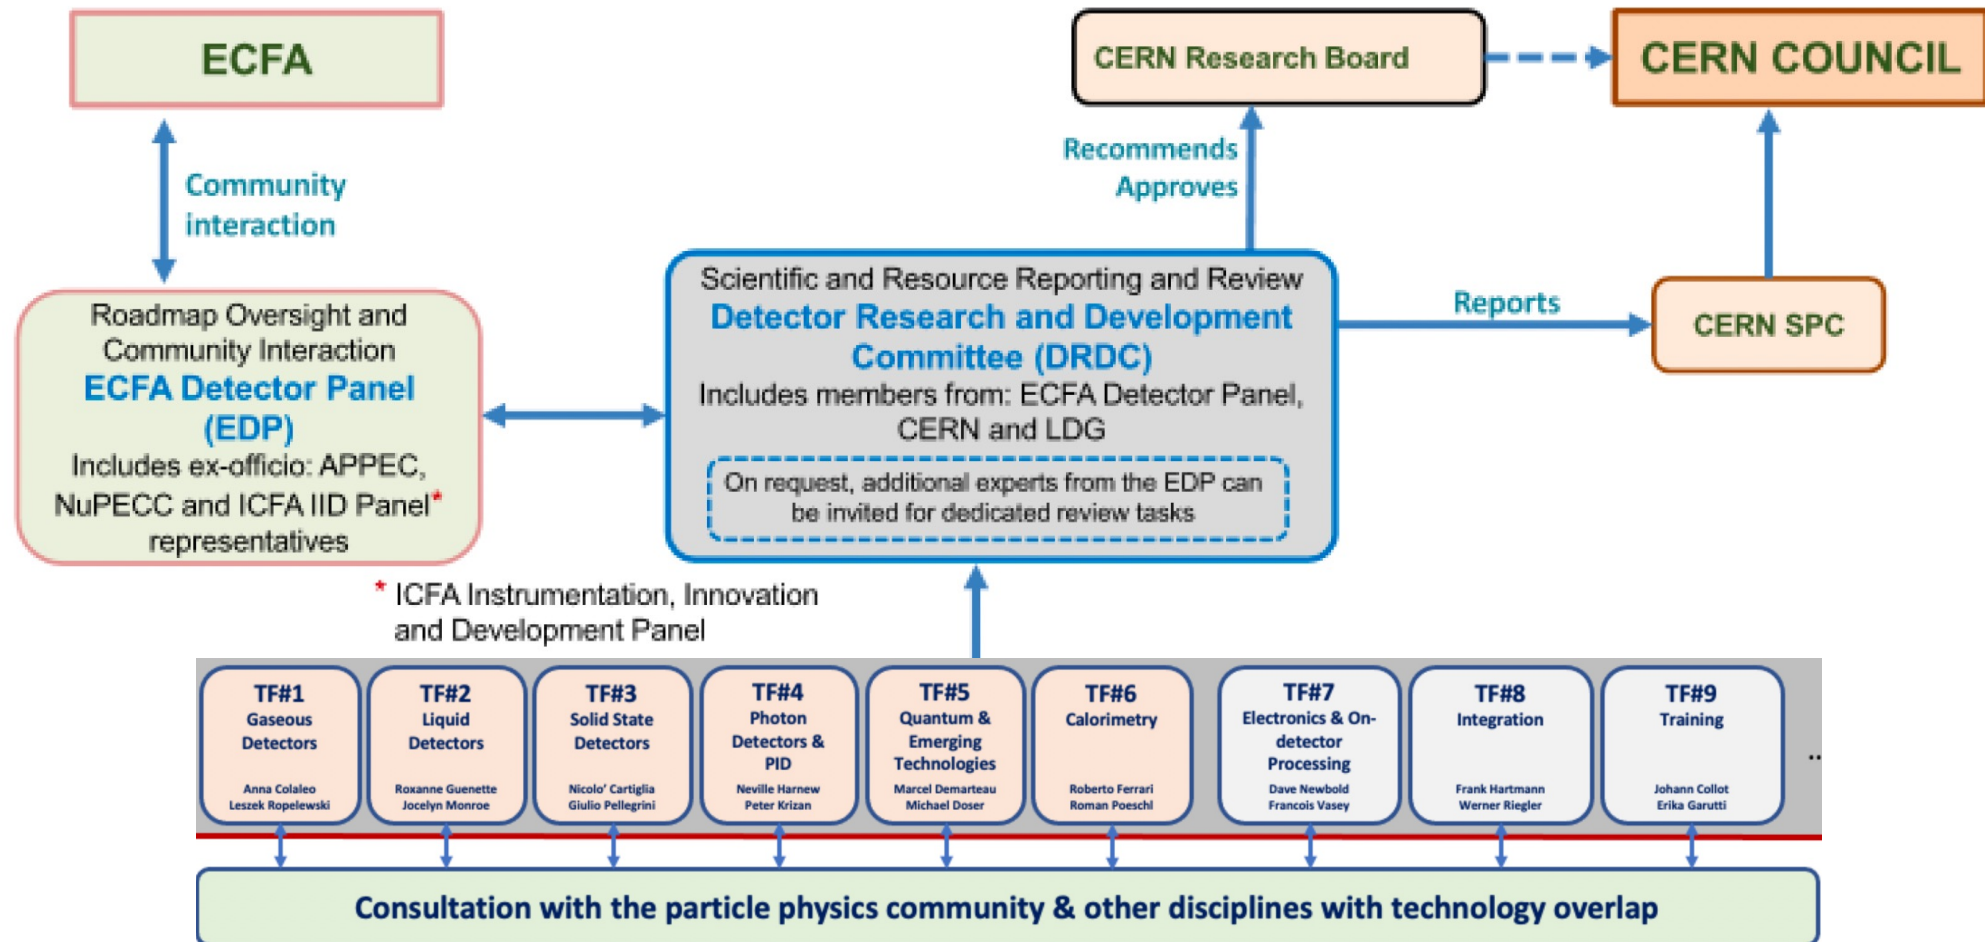 ECFA
CERN Research Board
CERN COUNCIL
Community
interaction
Recommends
Approves
Roadmap Oversight and
Community Interaction
ECFA Detector Panel
(EDP)
Includes ex-officio: APPEC,
NuPECC and ICFA IID Panel*
representatives
Scientific and Resource Reporting and Review
Detector Research and Development
Committee (DRDC)
Includes members from: ECFA Detector Panel,
CERN and LDG
On request, additional experts from the EDP can
be invited for dedicated review tasks
Reports
CERN SPC
* ICFA Instrumentation, Innovation
and Development Panel
TF#1
Gaseous
Detectors
Anna Colaleo
Leszek Ropelewski
TF#2
Liquid
Detectors
Roxanne Guenette
Jocelyn Monroe
TF#3
Solid State
Detectors
Nicolo' Cartiglia
Giulio Pellegrini
TF#4
Photon
Detectors &
PID
Neville Harnew
Peter Krizan
TF#5
Quantum &
Emerging
Technologies
Marcel Demarteau
Michael Doser
TF#6
Calorimetry
Roberto Ferrari
Roman Poeschl
TF#7
Electronics & On-
detector
Processing
Dave Newbold
Francois Vasey
TF#8
Integration
Frank Hartmann
Werner Riegler
TF#9
Training
Johann Collot
Erika Garutti
..
Consultation with the particle physics community & other disciplines with technology overlap